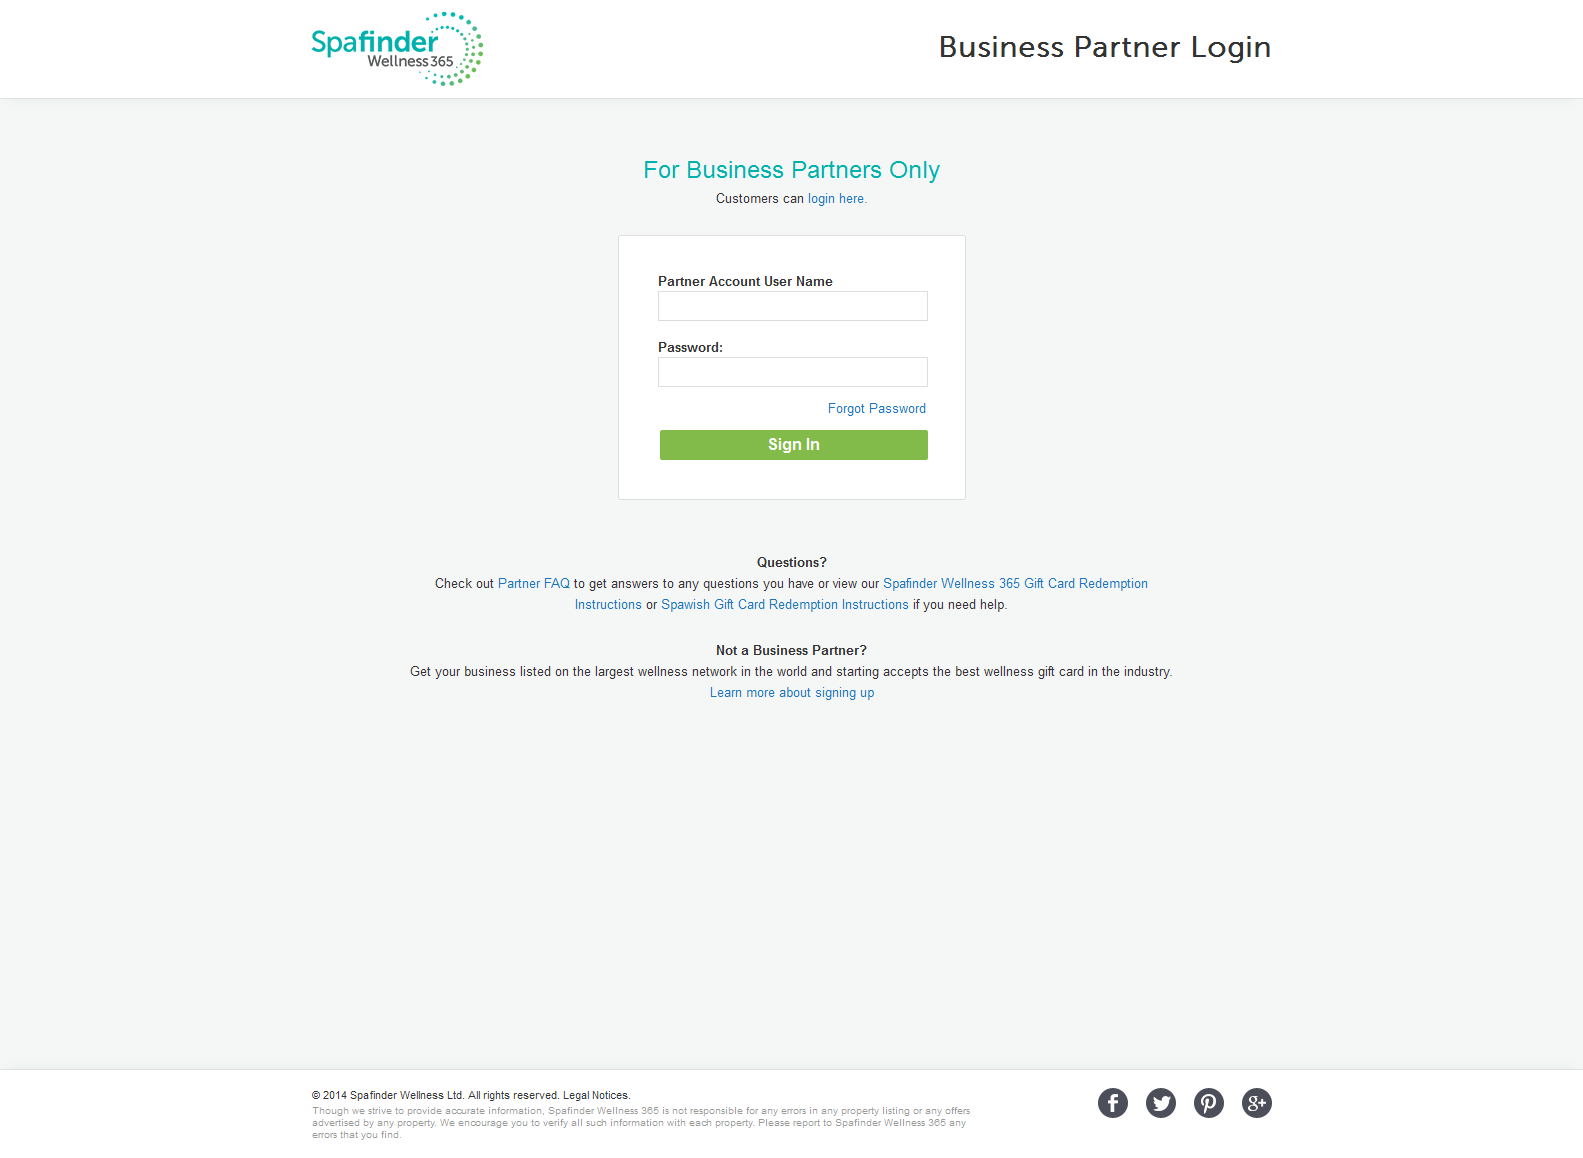 Spafinder
Wellness365
Business Partner Login
For Business Partners Only
Customers can login here.
Partner Account User Name
Password:
Forgot Password
Sign In
Questions?
Check out Partner FAQ to get answers to any questions you have or view our Spafinder Wellness 365 Gift Card Redemption
Instructions or Spawish Gift Card Redemption Instructions if you need help.
Not a Business Partner?
Get your business listed on the largest wellness network in the world and starting accepts the best wellness gift card in the industry.
Learn more about signing up
© 2014 Spafinder Wellness Ltd. All rights reserved. Legal Notices.
Though we strive to provide accurate information, Spafinder Wellness 365 is not responsible for any errors in any property listing or any offers
advertised by any property. We encourage you to verify all such information with each property. Please report to Spafinder Wellness 365 any
errors that you find.